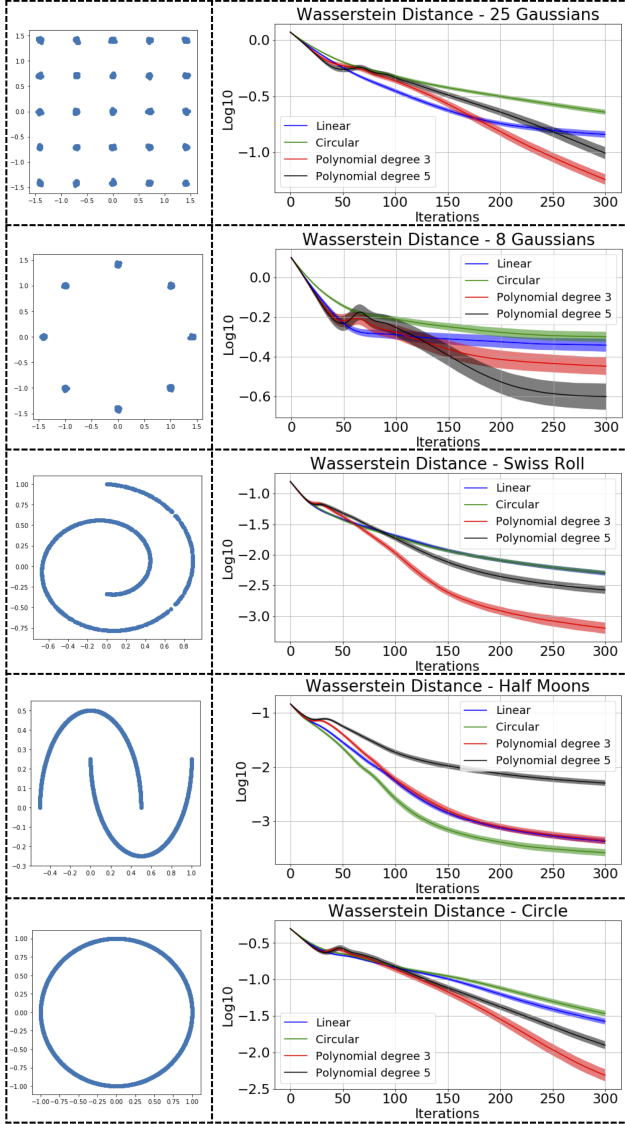 Wasserstein Distance - 25 Gaussians
1.5
1.0
0.5
0.0
−0.5
−1.0
−1.5
−1.5 −1.0 −0.5 0.0 0.5 1.0 1.5
Log10
0.0
−0.5
−1.0
Linear
Circular
Polynomial degree 3
Polynomial degree 5
0 50 100 150 200 250 300
Iterations
Wasserstein Distance - 8 Gaussians
1.5
1.0
0.5
0.0
−0.5
−1.0
−1.5
−1.5 −1.0 −0.5 0.0 0.5 1.0 1.5
Log10
0.0
−0.2
−0.4
−0.6
Linear
Circular
Polynomial degree 3
Polynomial degree 5
0 50 100 150 200 250 300
Iterations
Wasserstein Distance - Swiss Roll
1.00
0.75
0.50
0.25
0.00
−0.25
−0.50
−0.75
−0.6 −0.4 −0.2 0.0 0.2 0.4 0.6 0.8
Log10
−1.0
−1.5
−2.0
−2.5
−3.0
Linear
Circular
Polynomial degree 3
Polynomial degree 5
0 50 100 150 200 250 300
Iterations
Wasserstein Distance - Half Moons
0.5
0.4
0.3
0.2
0.1
0.0
−0.1
−0.2
−0.3
−0.4 −0.2 0.0 0.2 0.4 0.6 0.8 1.0
Log10
−1
−2
−3
Linear
Circular
Polynomial degree 3
Polynomial degree 5
0 50 100 150 200 250 300
Iterations
Wasserstein Distance - Circle
1.00
0.75
0.50
0.25
0.00
−0.25
−0.50
−0.75
−1.00
−1.00 −0.75 −0.50 −0.25 0.00 0.25 0.50 0.75 1.00
Log10
−0.5
−1.0
−1.5
−2.0
−2.5
Linear
Circular
Polynomial degree 3
Polynomial degree 5
0 50 100 150 200 250 300
Iterations